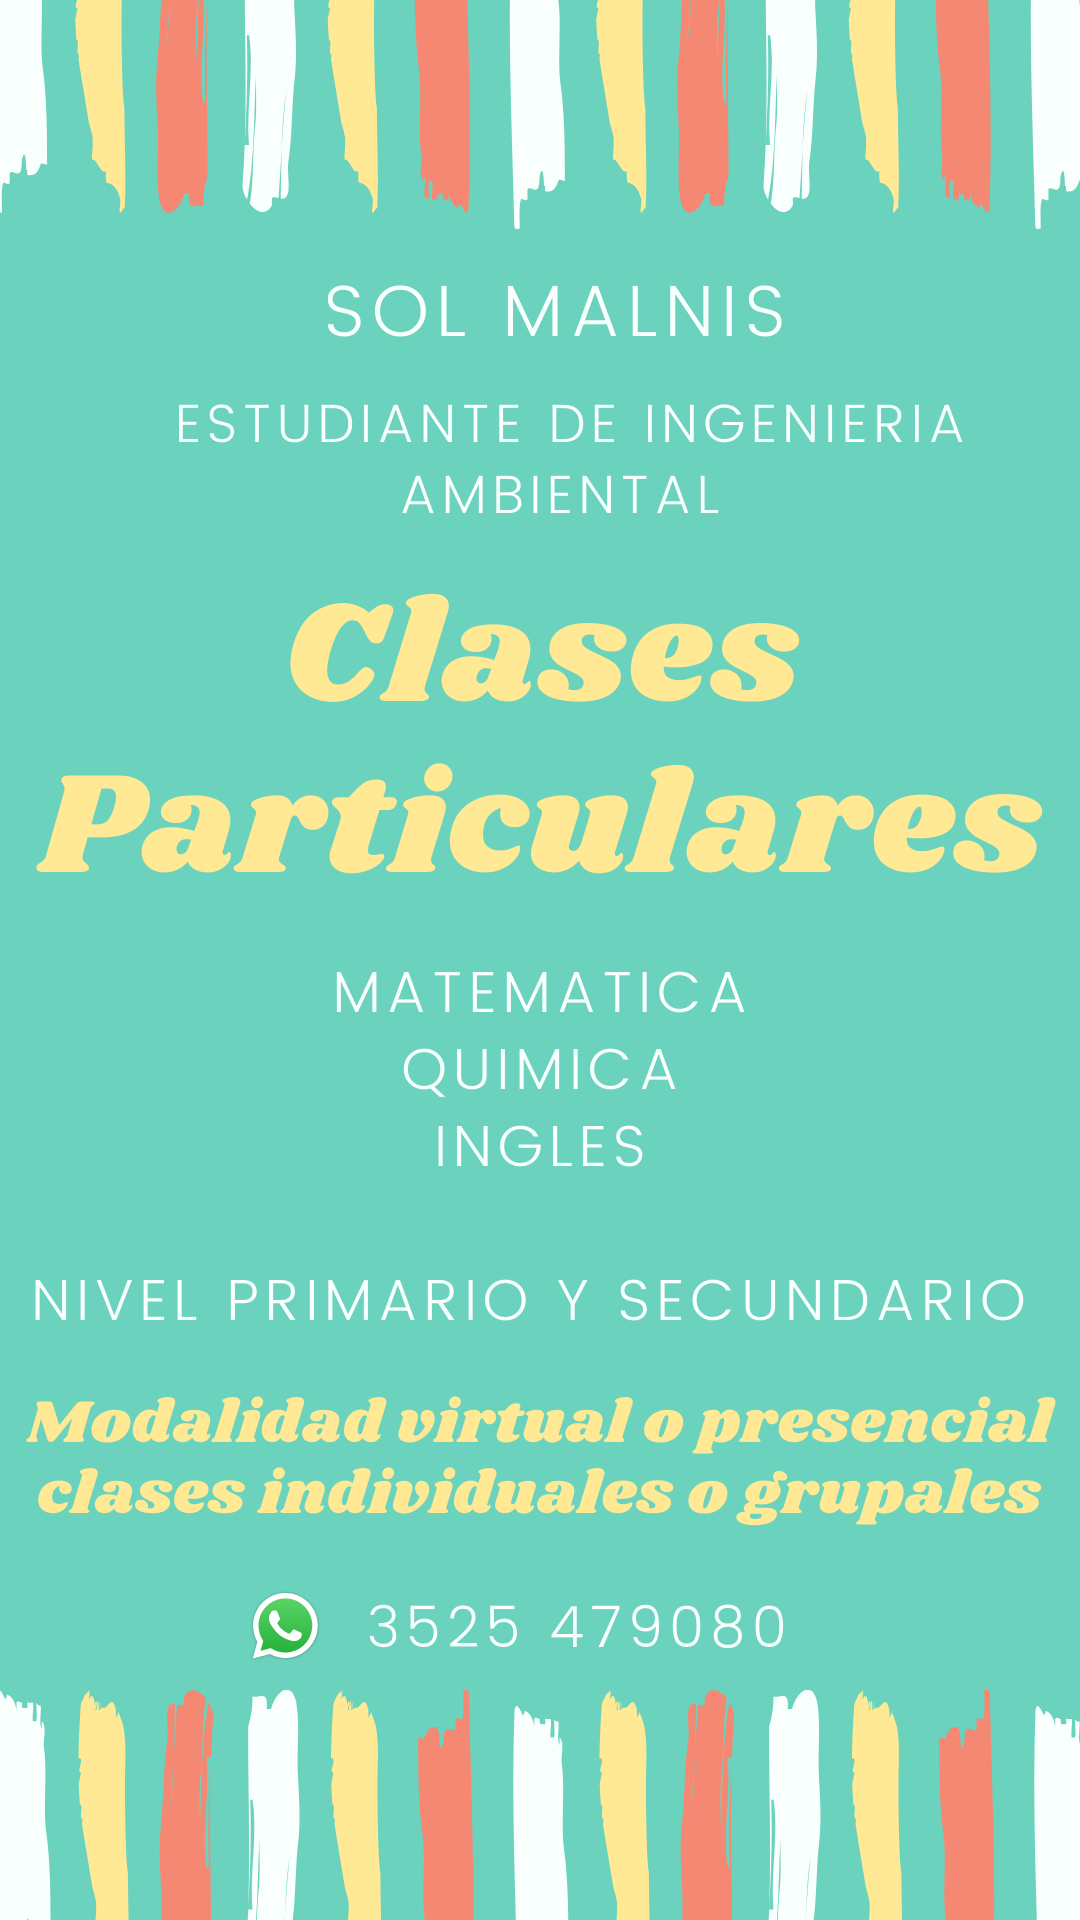 SOL MALNIS
ESTUDIANTE DE INGENIERIA
AMBIENTAL
Clases
Particulares
MATEMATICA
QUIMICA
INGLES
NIVEL PRIMARIO Y SECUNDARIO
Modalidad virtual o presencial
clases individuales o grupales
3525 479080